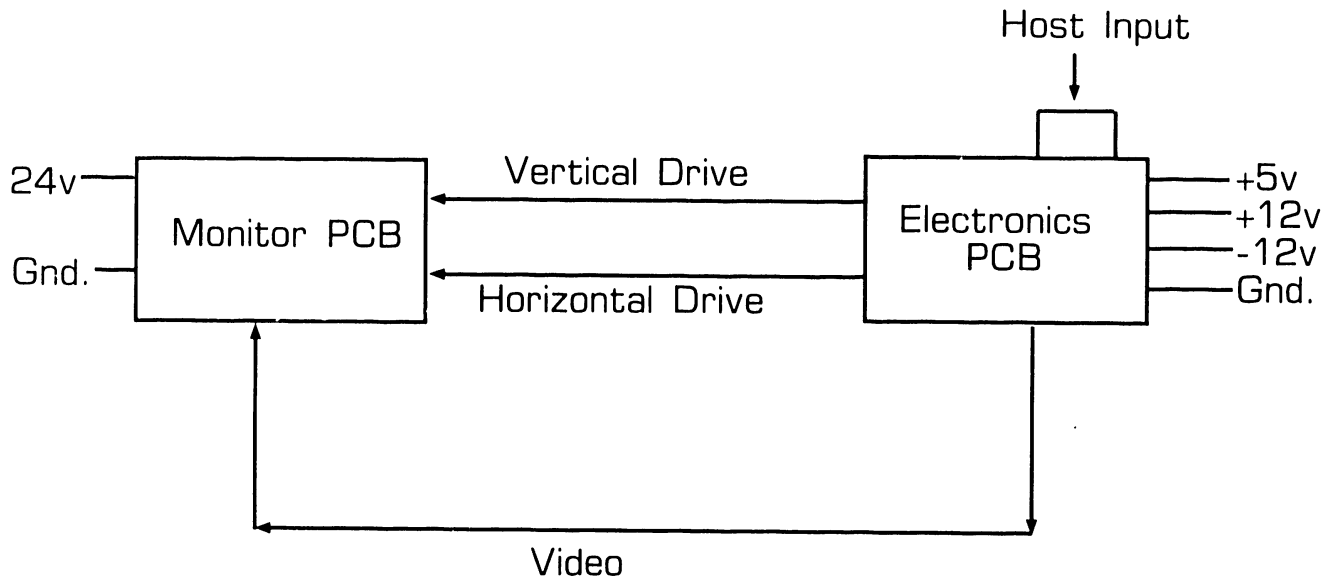 Host Input
24v
Gnd.
Monitor PCB
Vertical Drive
Horizontal Drive
Electronics
PCB
+5v
+12v
-12v
Gnd.
Video